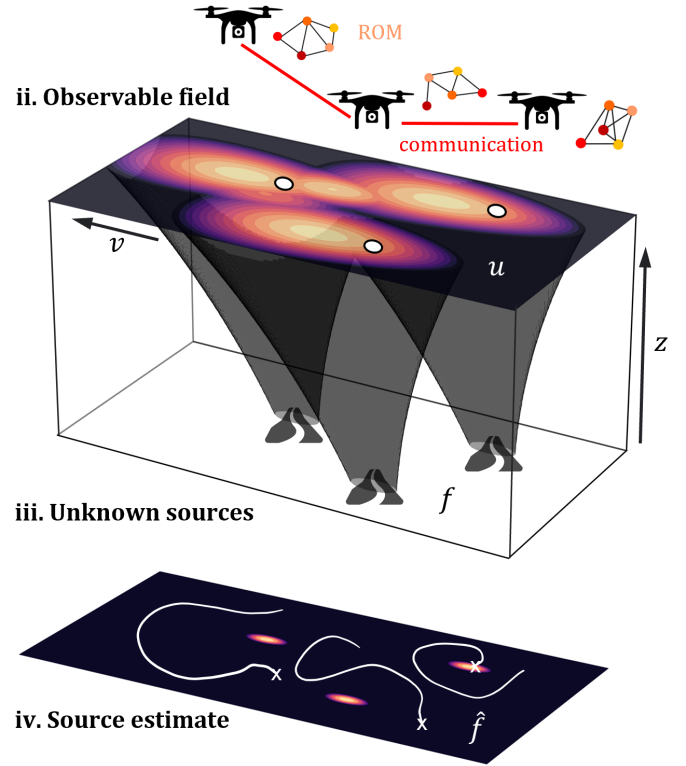 ROM
ii. Observable field
communication
v
u
z
f
iii. Unknown sources
x
x
x
iv. Source estimate
f̂